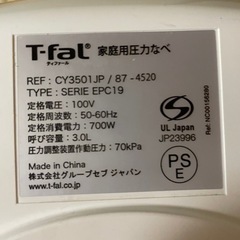 T-fal 家庭用圧力なべ
ティファール
REF : CY3501JP / 87 - 4520
TYPE : SERIE EPC19
定格電圧：100V
定格周波数：50-60Hz
定格消費電力：700W
呼び容量：3.0L
圧力調整装置作動圧力：70kPa
Made in China
株式会社グループセブ ジャパン
www.t-fal.co.jp
UL
UL Japan
JP23996
PS
E
Ref: NC00158280